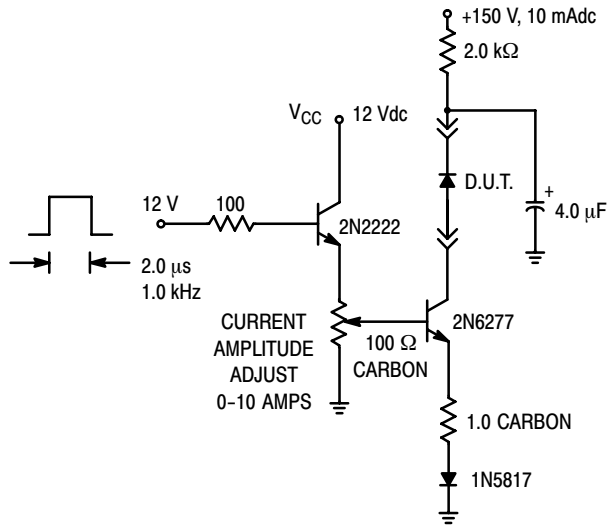 +150 V, 10 mAdc
2.0 kΩ
VCC 12 Vdc
12 V
100
2N2222
D.U.T.
+
4.0 μF
2.0 μs
1.0 kHz
CURRENT
AMPLITUDE
ADJUST
0-10 AMPS
100 Ω
CARBON
2N6277
1.0 CARBON
1N5817